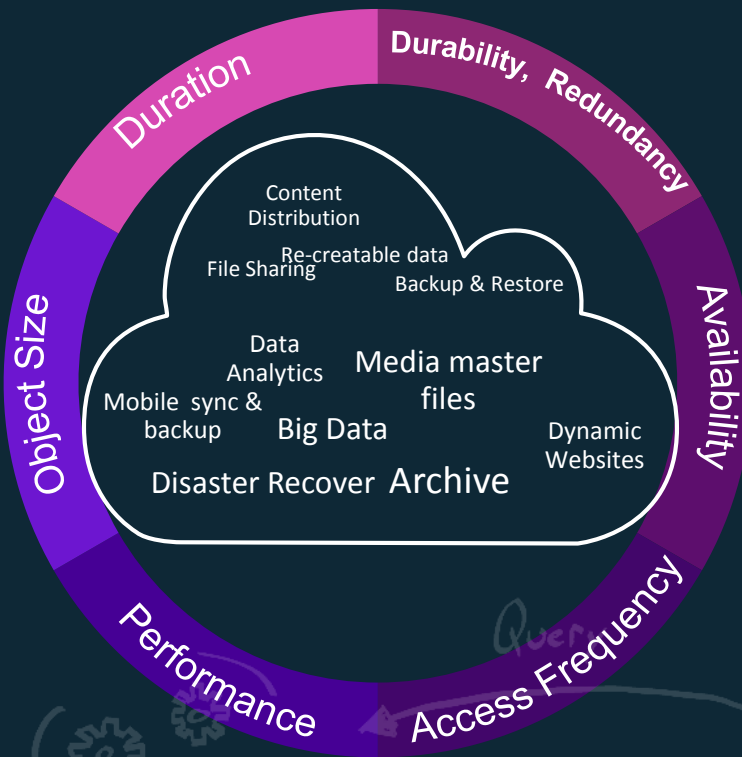 Duration
Durability, Redundancy
Availability
Access Frequency
Performance
Object Size
Content
Distribution
Re-creatable data
File Sharing
Backup & Restore
Data
Analytics
Media master
files
Mobile sync &
backup
Big Data
Dynamic
Websites
Disaster Recover
Archive
Query